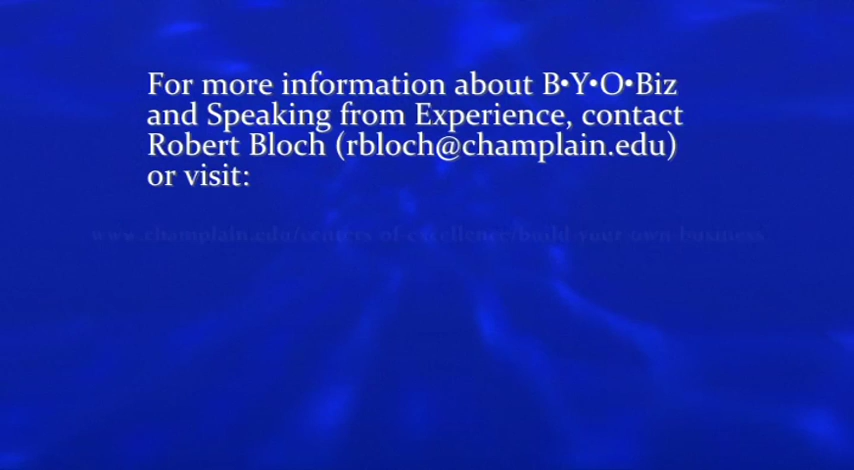 For more information about B•Y•O•Biz
and Speaking from Experience, contact
Robert Bloch (rbloch@champlain.edu)
or visit:
www.champlain.edu/centers-of-excellence/build-your-own-business